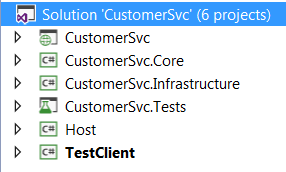 Solution 'CustomerSvc' (6 projects)
CustomerSvc
C# CustomerSvc.Core
C# CustomerSvc.Infrastructure
CustomerSvc.Tests
C# Host
C# TestClient